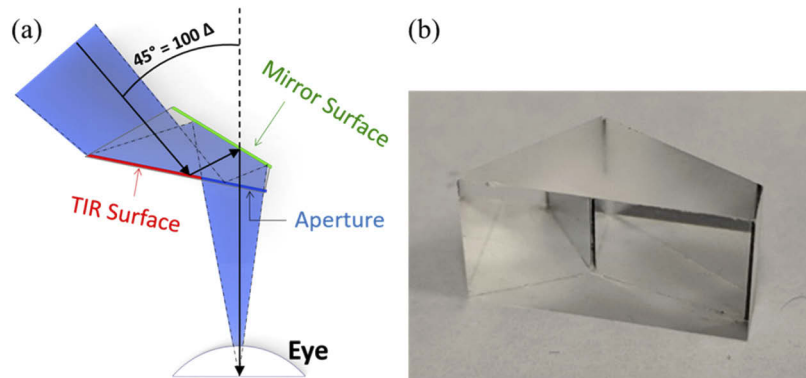 (a)
45° = 100 Δ
Mirror Surface
TIR Surface
Aperture
Eye
(b)